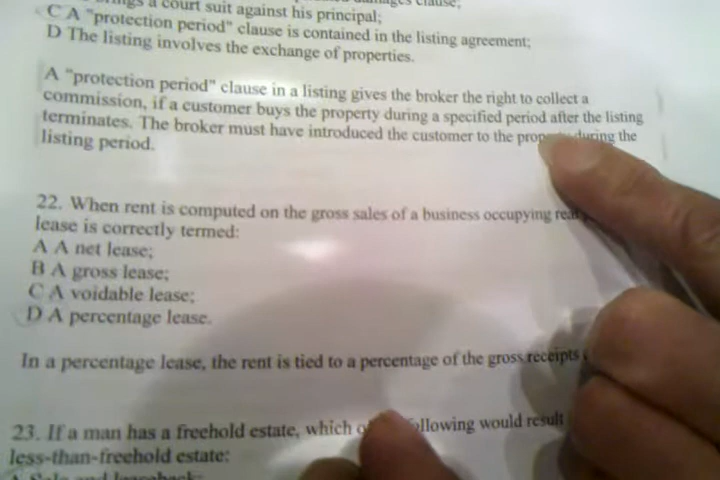 a court suit against his principal;
C A "protection period" clause is contained in the listing agreement;
D The listing involves the exchange of properties.
A "protection period" clause in a listing gives the broker the right to collect a
commission, if a customer buys the property during a specified period after the listing
terminates. The broker must have introduced the customer to the during the
listing period.
22. When rent is computed on the gross sales of a business occupying
lease is correctly termed:
A A net lease;
B A gross lease;
C A voidable lease;
D A percentage lease.
In a percentage lease, the rent is tied to a percentage of the gross receipts
23. If a man has a freehold estate, which would result
less-than-freehold estate: